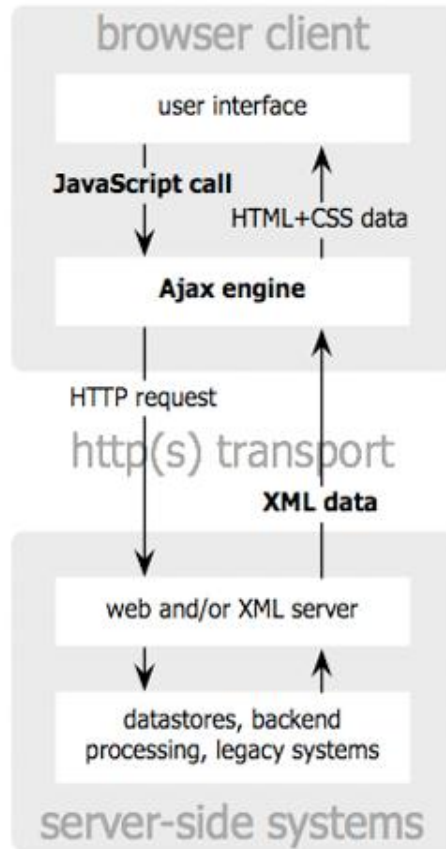 browser client
user interface
JavaScript call
HTML+CSS data
Ajax engine
HTTP request
http(s) transport
XML data
web and/or XML server
datastores, backend
processing, legacy systems
server-side systems